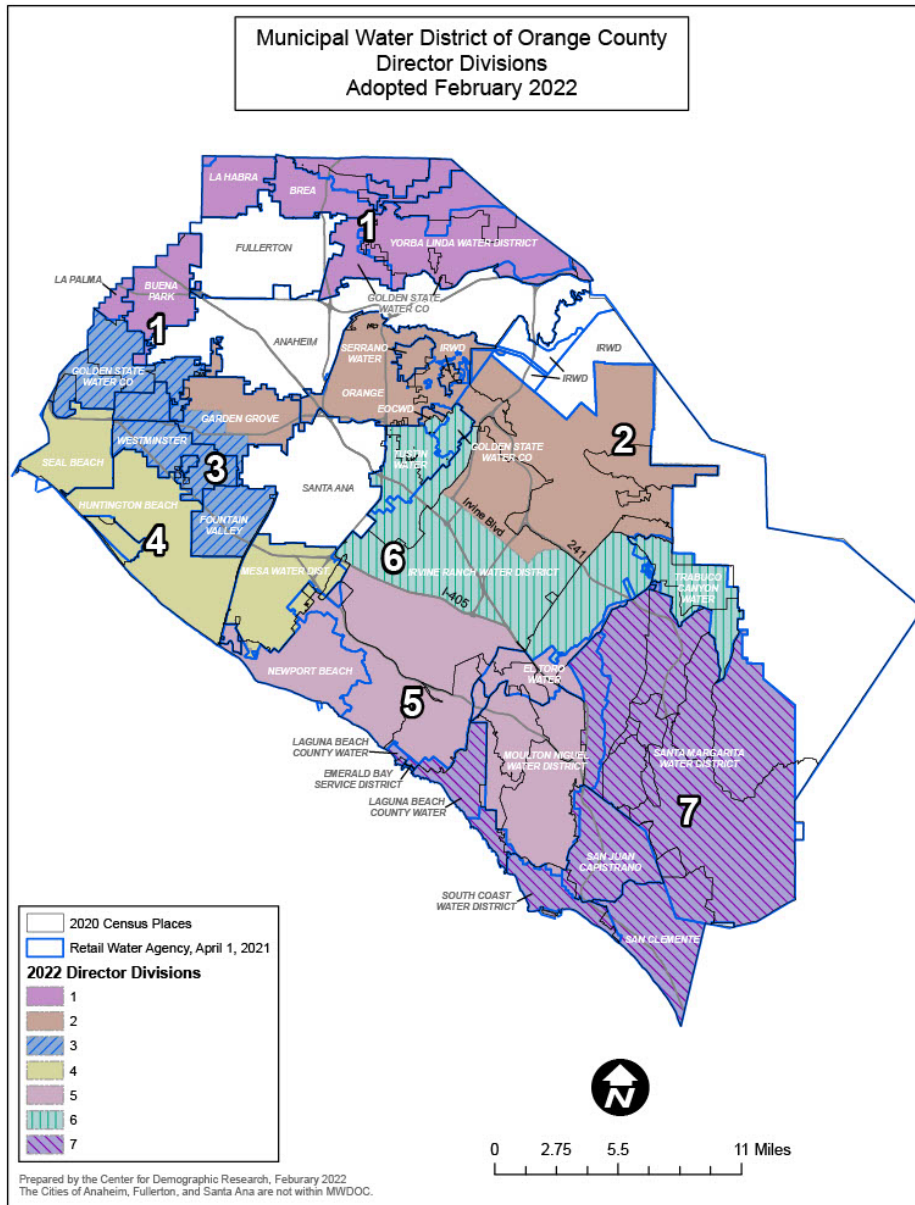 Municipal Water District of Orange County
Director Divisions
Adopted February 2022
LA HABRA
BREA
1
FULLERTON
YORBA LINDA WATER DISTRICT
LA PALMA
BUENA
PARK
GOLDEN STATE
WATER CO
1
ANAHEIM
SERRANO
WATER
IRWD
IRWD
IRWD
GOLDEN STATE
WATER CO
ORANGE
EOCWD
GARDEN GROVE
2
WESTMINSTER
GOLDEN STATE
WATER CO
TUSTIN
WATER
SEAL BEACH
3
SANTA ANA
HUNTINGTON BEACH
Irvine Blvd
FOUNTAIN
VALLEY
4
241
6
MESA WATER DIST.
IRVINE RANCH WATER DISTRICT
TRABUCO
CANYON
WATER
I-405
NEWPORT BEACH
EL TORO
WATER
5
LAGUNA BEACH
COUNTY WATER
EMERALD BAY
SERVICE DISTRICT
MOULTON NIGUEL
WATER DISTRICT
SANTA MARGARITA
WATER DISTRICT
LAGUNA BEACH
COUNTY WATER
7
SAN JUAN
CAPISTRANO
SOUTH COAST
WATER DISTRICT
SAN CLEMENTE
2020 Census Places
Retail Water Agency, April 1, 2021
2022 Director Divisions
1
2
3
4
5
6
7
N
0 2.75 5.5 11 Miles
Prepared by the Center for Demographic Research, Feburary 2022
The Cities of Anaheim, Fullerton, and Santa Ana are not within MWDOC.